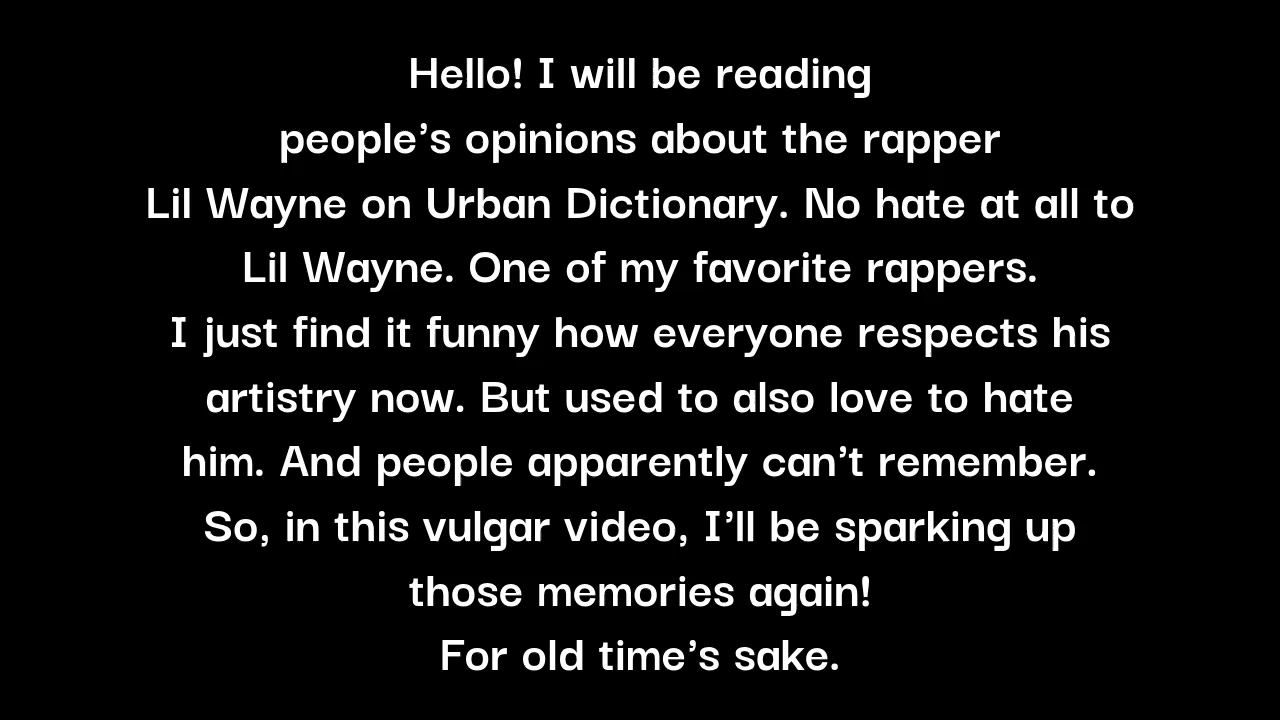 Hello! I will be reading
people’s opinions about the rapper
Lil Wayne on Urban Dictionary. No hate at all to
Lil Wayne. One of my favorite rappers.
I just find it funny how everyone respects his
artistry now. But used to also love to hate
him. And people apparently can’t remember.
So, in this vulgar video, I’ll be sparking up
those memories again!
For old time’s sake.